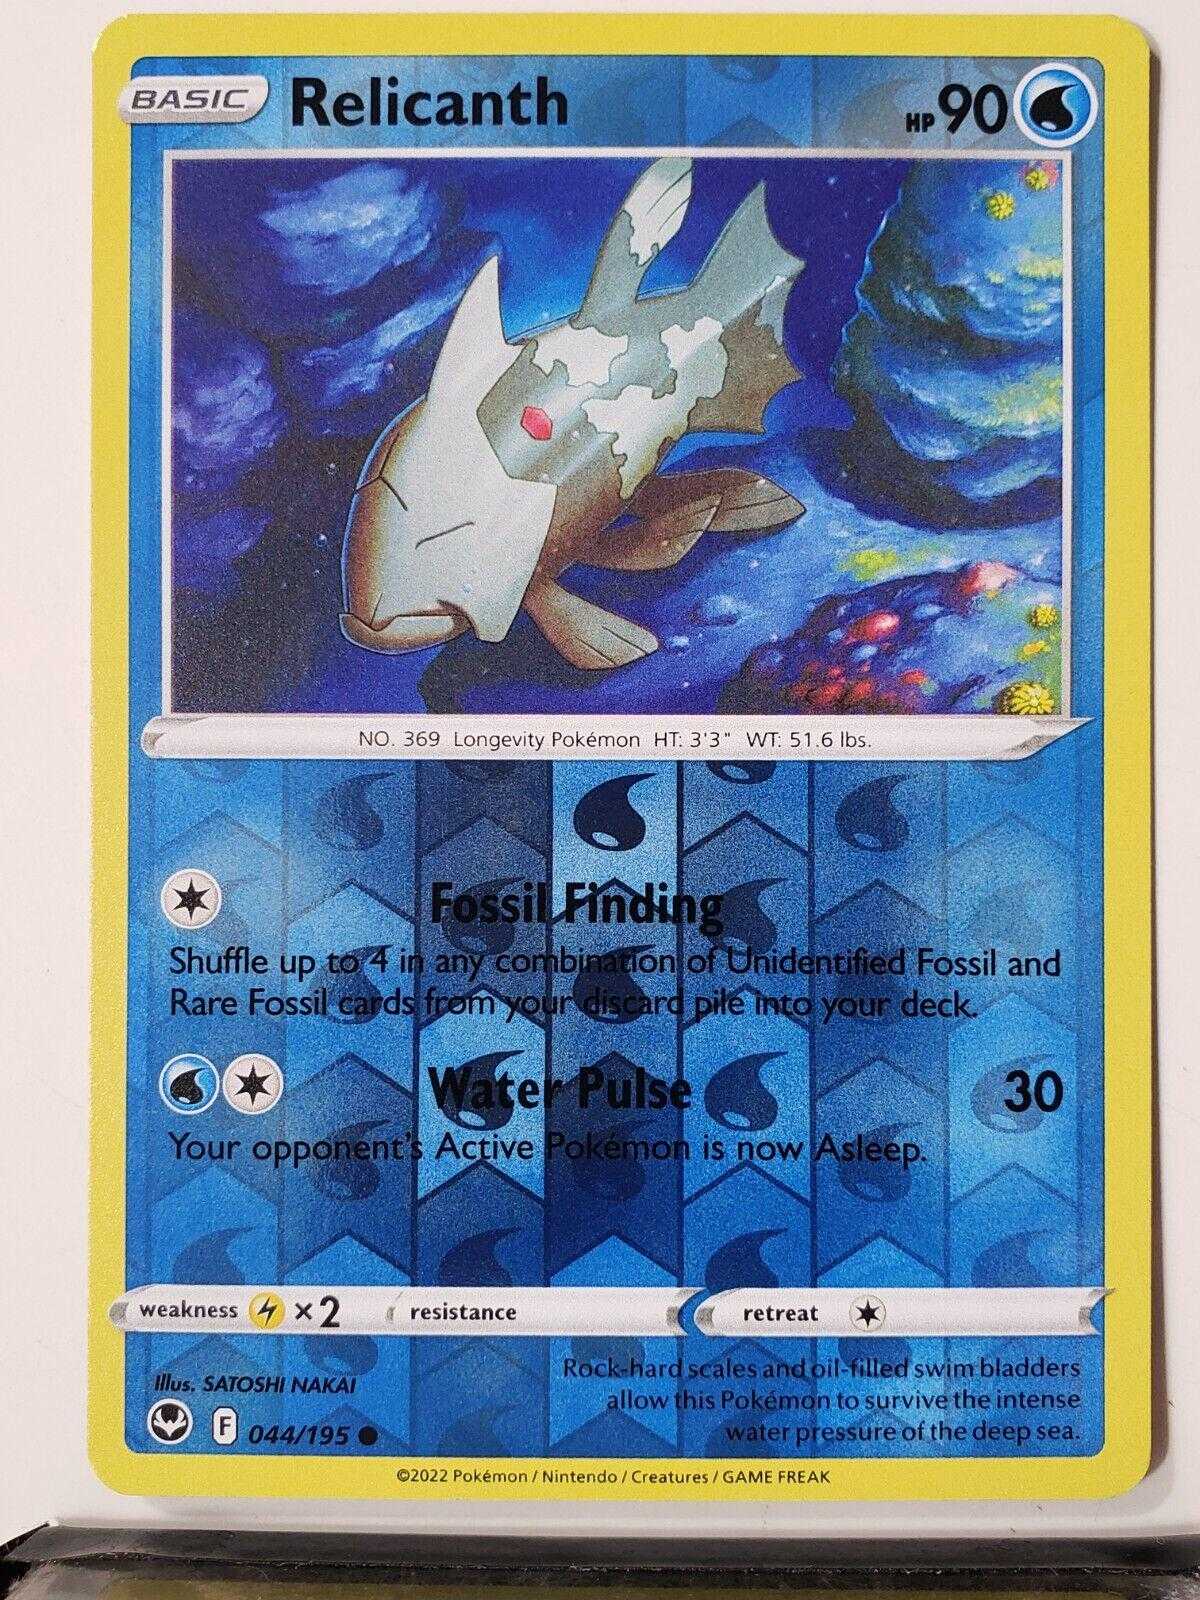 BASIC Relicanth HP 90
NO. 369 Longevity Pokémon HT: 3'3" WT: 51.6 lbs.
Fossil Finding
Shuffle up to 4 in any combination of Unidentified Fossil and
Rare Fossil cards from your discard pile into your deck.
Water Pulse 30
Your opponent's Active Pokémon is now Asleep.
weakness ×2 resistance retreat
Rock-hard scales and oil-filled swim bladders
allow this Pokémon to survive the intense
water pressure of the deep sea.
Illus. SATOSHI NAKAI
F 044/195
©2022 Pokémon / Nintendo / Creatures / GAME FREAK